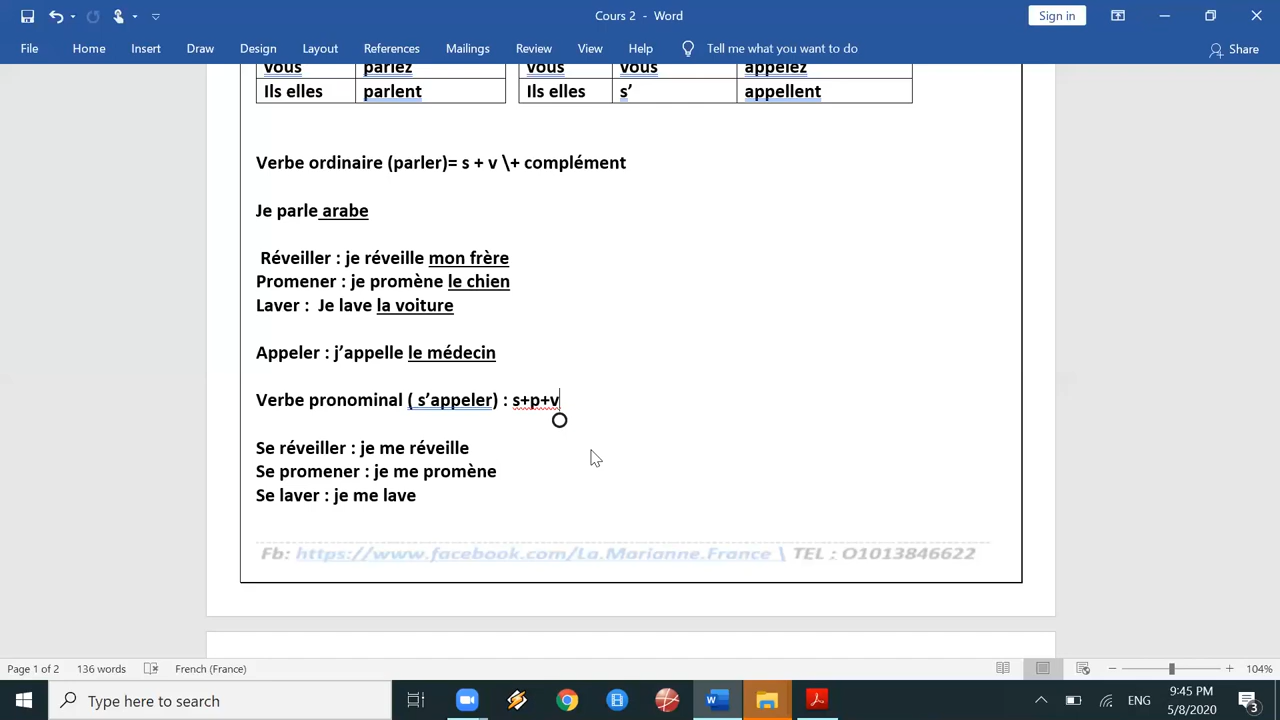 Cours 2 - Word
Sign in
File Home Insert Draw Design Layout References Mailings Review View Help Tell me what you want to do Share
vous parlez vous vous appelez
Ils elles parlent Ils elles s’ appellent
Verbe ordinaire (parler)= s + v \+ complément
Je parle arabe
Réveiller : je réveille mon frère
Promener : je promène le chien
Laver : Je lave la voiture
Appeler : j’appelle le médecin
Verbe pronominal ( s’appeler) : s+p+v
Se réveiller : je me réveille
Se promener : je me promène
Se laver : je me lave
Fb: https://www.facebook.com/La.Marianne.France \ TEL : O1013846622
Page 1 of 2 136 words French (France) 104%
Type here to search
ENG
9:45 PM
5/8/2020
3